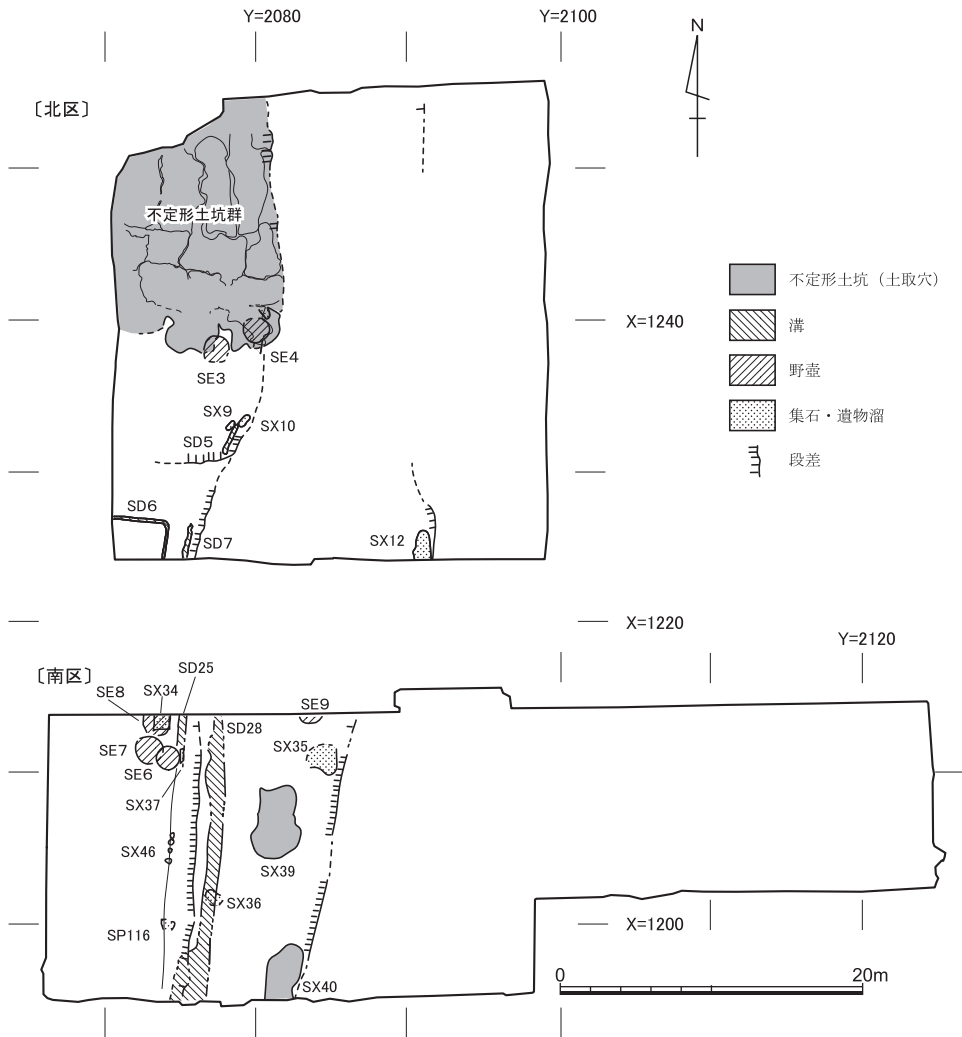 Y=2080
Y=2100
N
〔北区〕
不定形土坑群
不定形土坑（土取穴）
溝
野壺
集石・遺物溜
段差
X=1240
SE4
SE3
SX9
SX10
SD5
SD6
SD7
SX12
X=1220
Y=2120
〔南区〕
SD25
SE8
SX34
SE9
SD28
SE7
SX35
SE6
SX37
SX46
SX39
SX36
SP116
X=1200
SX40
0
20m